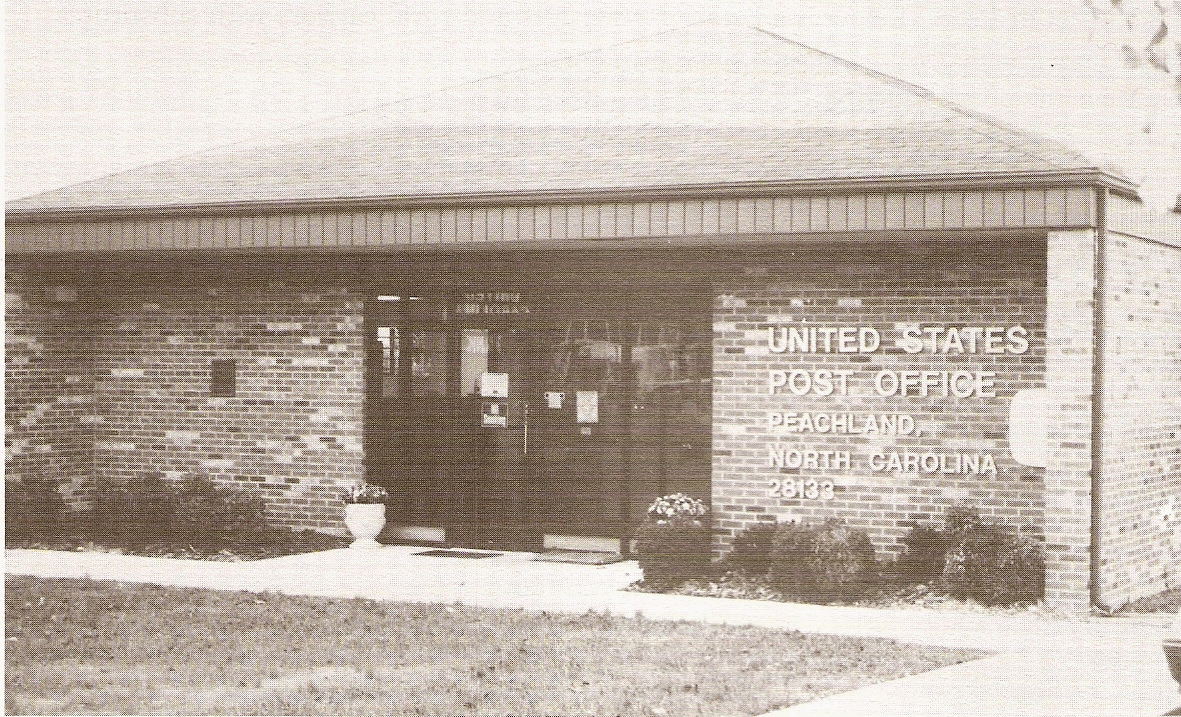 UNITED STATES
POST OFFICE
PEACHLAND,
NORTH CAROLINA
28133